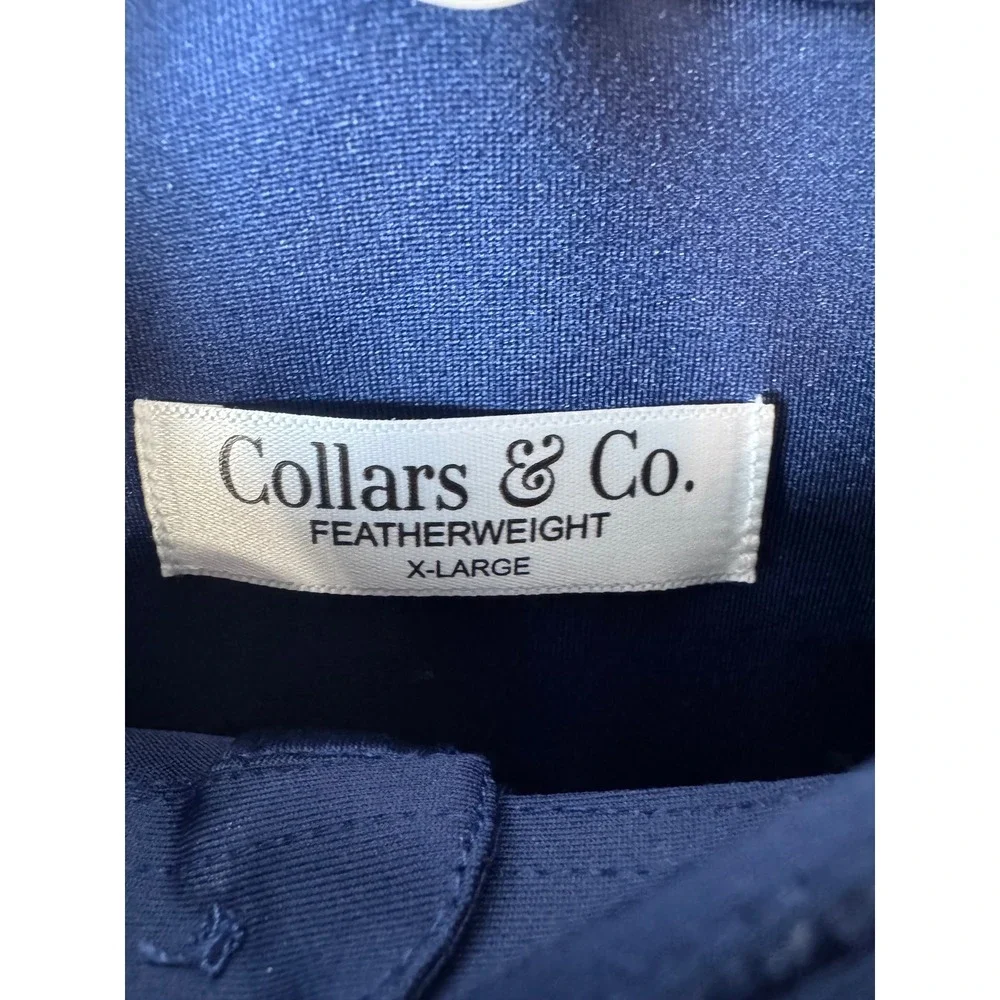 Collars & Co.
FEATHERWEIGHT
X-LARGE